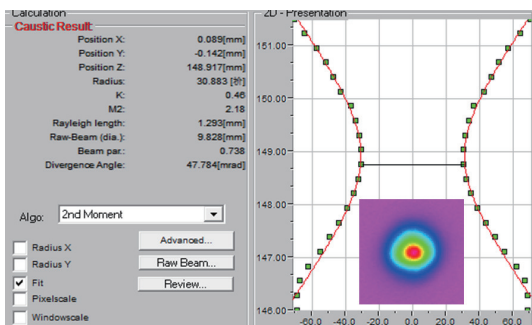 Calculation
Caustic Result:
Position X: 0.089[mm]
Position Y: -0.142[mm]
Position Z: 148.917[mm]
Radius: 30.883 [桁]
K: 0.46
M2: 2.18
Rayleigh length: 1.293[mm]
Raw-Beam (dia.): 9.828[mm]
Beam par.: 0.738
Divergence Angle: 47.784[mrad]
Algo: 2nd Moment
Radius X
Advanced...
Radius Y
Raw Beam...
Fit
Review...
Pixelscale
Windowscale
2D - Presentation
151.00
150.00
149.00
148.00
147.00
146.00
-60.0 -40.0 -20.0 0.0 20.0 40.0 60.0